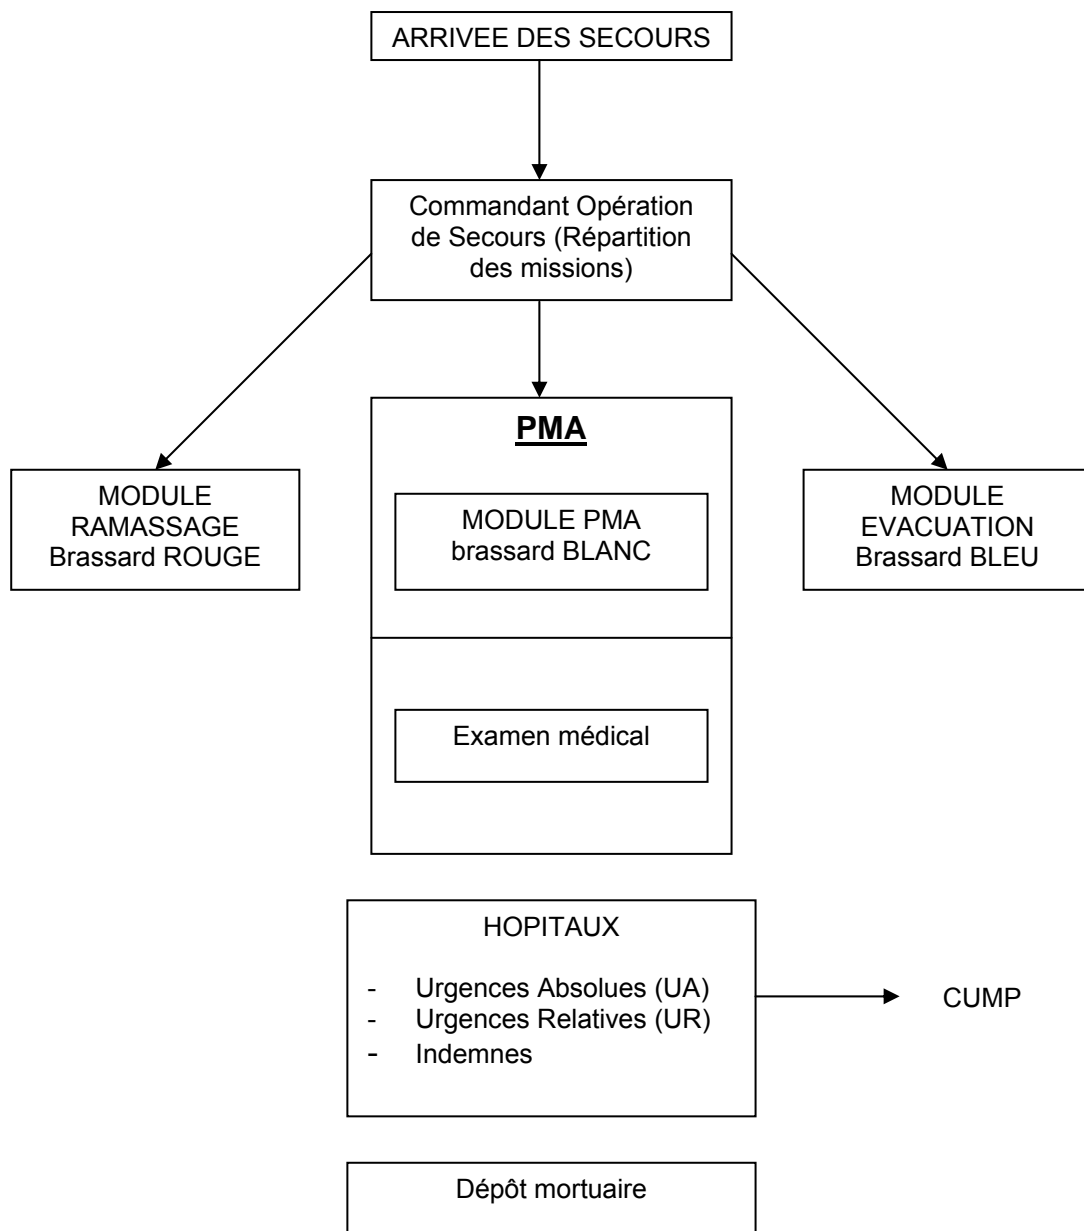 ARRIVEE DES SECOURS
Commandant Opération
de Secours (Répartition
des missions)
PMA
MODULE
RAMASSAGE
Brassard ROUGE
MODULE PMA
brassard BLANC
MODULE
EVACUATION
Brassard BLEU
Examen médical
HOPITAUX
- Urgences Absolues (UA)
- Urgences Relatives (UR)
- Indemnes
CUMP
Dépôt mortuaire